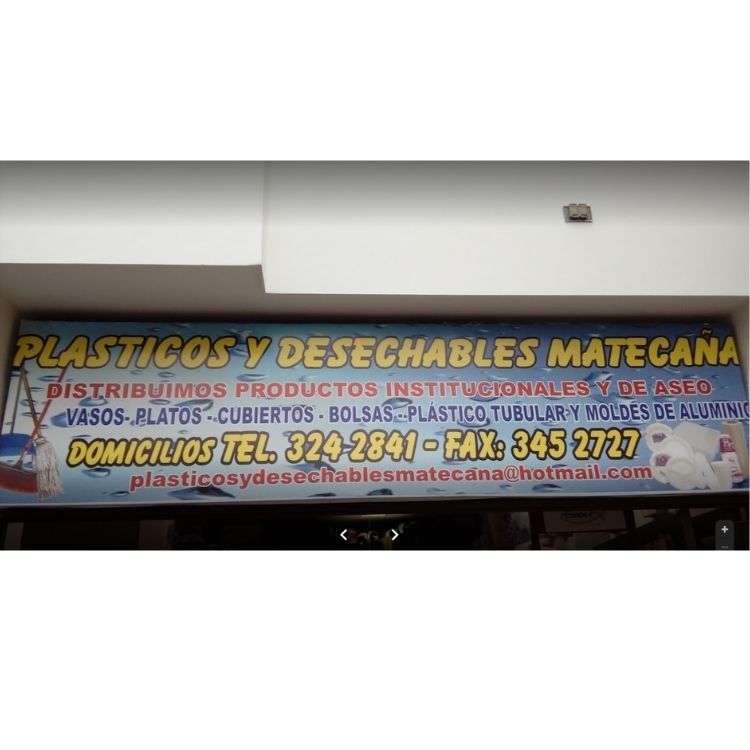 PLASTICOS Y DESECHABLES MATECAÑA
DISTRIBUIMOS PRODUCTOS INSTITUCIONALES Y DE ASEO
VASOS- PLATOS - CUBIERTOS - BOLSAS -PLÁSTICO TUBULAR Y MOLDES DE ALUMINIO
DOMICILIOS TEL. 324 2841 - FAX: 345 2727
plasticosydesechablesmatecana@hotmail.com